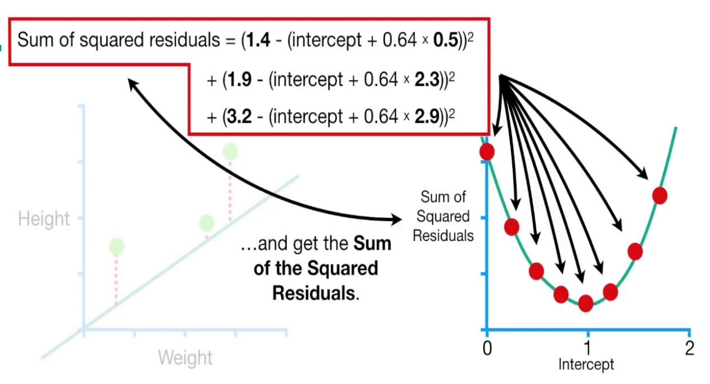 Sum of squared residuals = (1.4 - (intercept + 0.64 × 0.5))²
+ (1.9 - (intercept + 0.64 × 2.3))²
+ (3.2 - (intercept + 0.64 × 2.9))²
Height
Weight
...and get the Sum
of the Squared
Residuals.
Sum of
Squared
Residuals
0
1
2
Intercept